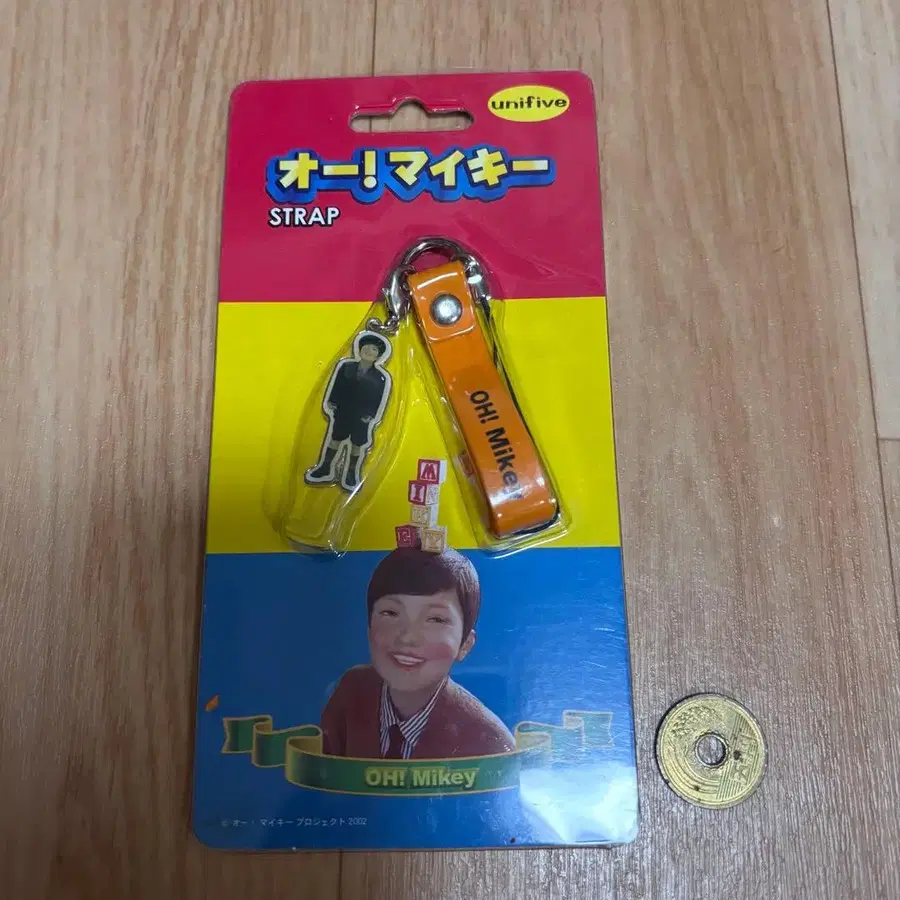 unifive
オー!マイキー
STRAP
OH! Mikey
M
I
E
Y
OH! Mikey
© オー! マイキー プロジェクト 2002